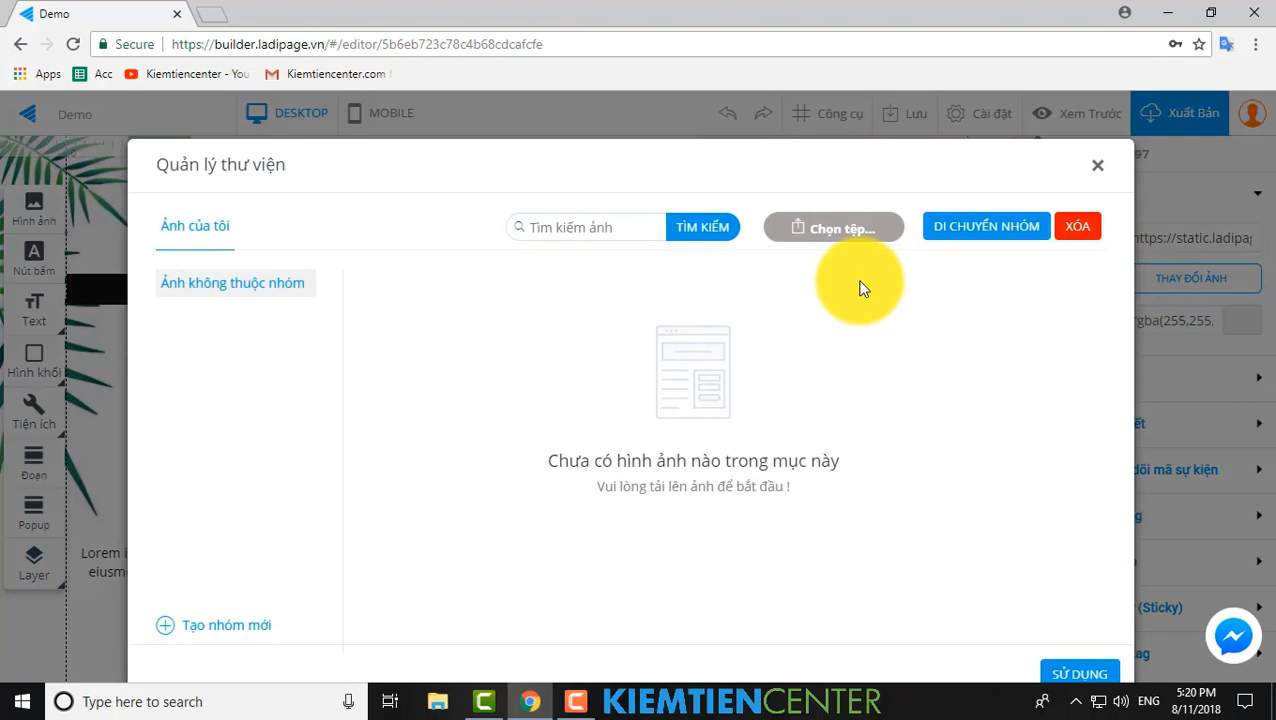 Demo
Secure
https://builder.ladipage.vn/#/editor/5b6eb723c78c4b68cdcafcfe
Apps
Acc
Kiemtiencenter - You
Kiemtiencenter.com
Demo
DESKTOP
MOBILE
Công cụ
Lưu
Cài đặt
Xem Trước
Xuất Bản
Quản lý thư viện
97
Ảnh của tôi
Tìm kiếm ảnh
TÌM KIẾM
Chọn tệp...
DI CHUYỂN NHÓM
XÓA
https://static.ladipa
Hình ảnh
Nút bấm
Text
Hình khối
Tiện ích
Đoạn
Popup
Layer
Ảnh không thuộc nhóm
THAY ĐỔI ẢNH
rgba(255,255,
Chưa có hình ảnh nào trong mục này
Vui lòng tải lên ảnh để bắt đầu !
Lorem i
eiusm
dõi mã sự kiện
(Sticky)
Tạo nhóm mới
SỬ DỤNG
Type here to search
KIEMTIENCENTER
ENG
5:20 PM
8/11/2018